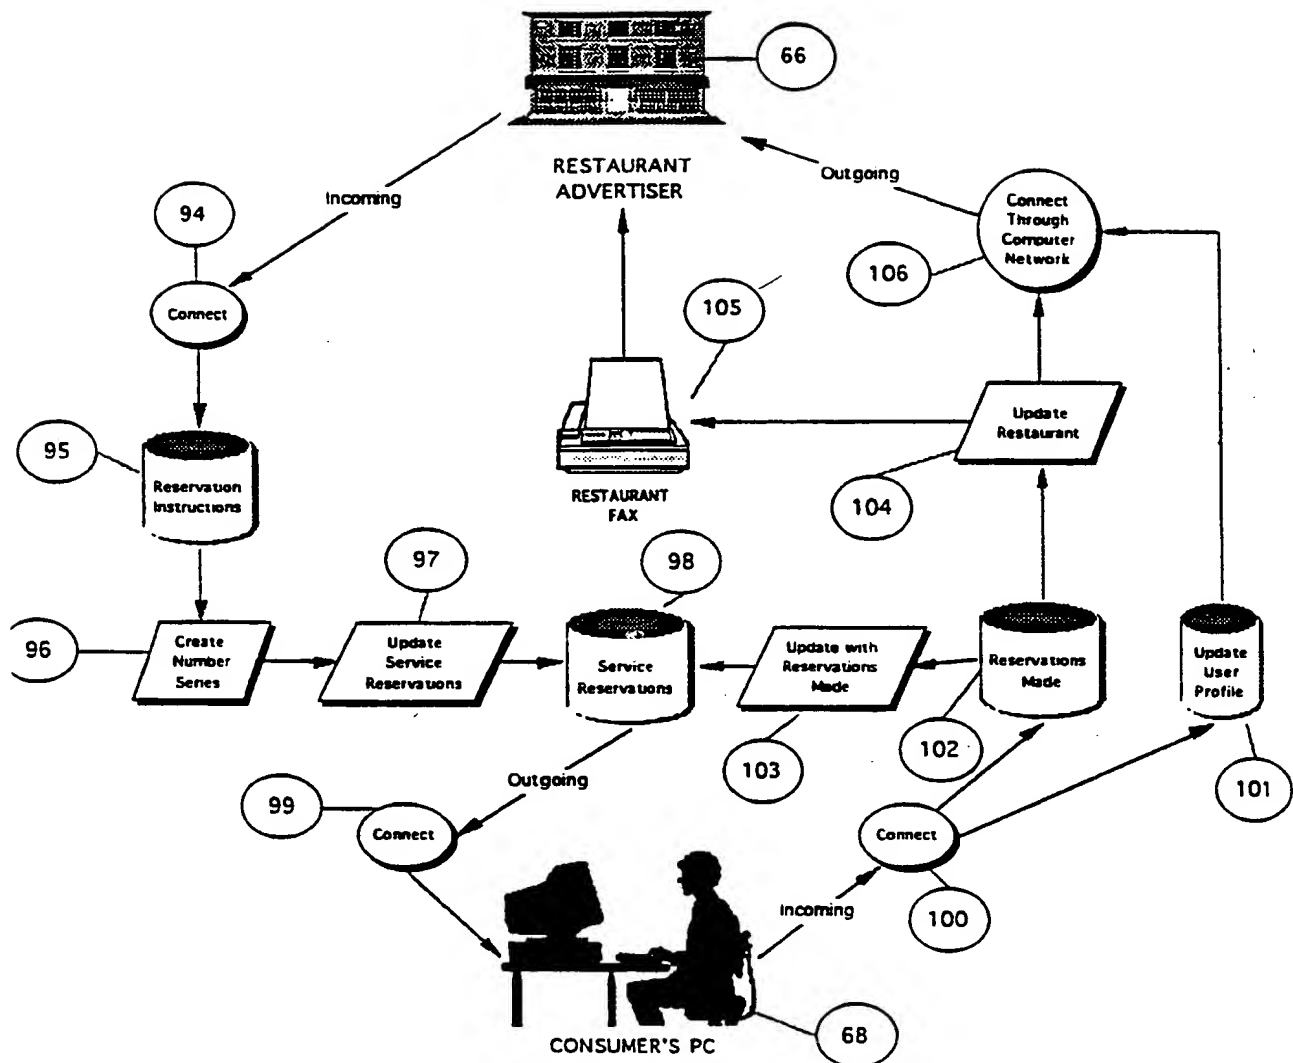 66
RESTAURANT
ADVERTISER
Incoming
Outgoing
94
Connect
Through
Computer
Network
106
105
Connect
Update
Restaurant
95
Reservation
Instructions
RESTAURANT
FAX
104
97
98
96
Create
Number
Series
Update
Service
Reservations
Service
Reservations
Update with
Reservations
Made
Reservations
Made
Update
User
Profile
102
103
101
Outgoing
99
Connect
Connect
Incoming
100
68
CONSUMER'S PC